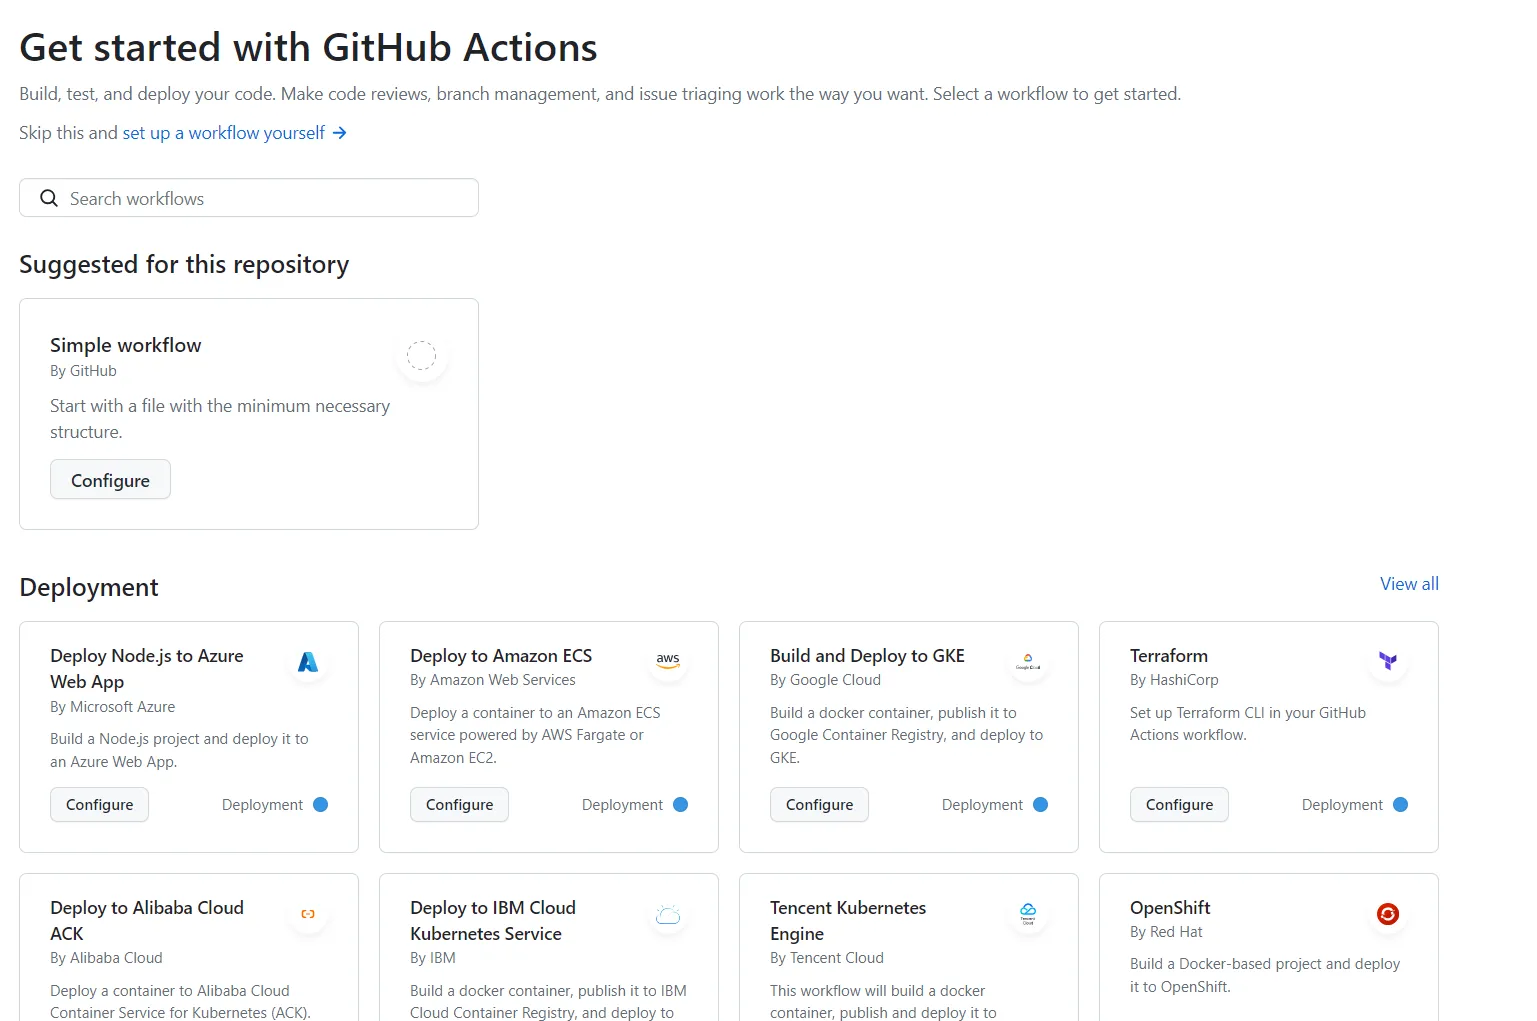 Get started with GitHub Actions
Build, test, and deploy your code. Make code reviews, branch management, and issue triaging work the way you want. Select a workflow to get started.
Skip this and set up a workflow yourself →
Search workflows
Suggested for this repository
Simple workflow
By GitHub
Start with a file with the minimum necessary
structure.
Configure
Deployment
View all
Deploy Node.js to Azure
Web App
By Microsoft Azure
Build a Node.js project and deploy it to
an Azure Web App.
Configure
Deployment
Deploy to Amazon ECS
aws
By Amazon Web Services
Deploy a container to an Amazon ECS
service powered by AWS Fargate or
Amazon EC2.
Configure
Deployment
Build and Deploy to GKE
Google Cloud
By Google Cloud
Build a docker container, publish it to
Google Container Registry, and deploy to
GKE.
Configure
Deployment
Terraform
By HashiCorp
Set up Terraform CLI in your GitHub
Actions workflow.
Configure
Deployment
Deploy to Alibaba Cloud
ACK
By Alibaba Cloud
Deploy a container to Alibaba Cloud
Container Service for Kubernetes (ACK).
Deploy to IBM Cloud
Kubernetes Service
By IBM
Build a docker container, publish it to IBM
Cloud Container Registry, and deploy to
Tencent Kubernetes
Engine
Tencent
Cloud
By Tencent Cloud
This workflow will build a docker
container, publish and deploy it to
OpenShift
By Red Hat
Build a Docker-based project and deploy
it to OpenShift.